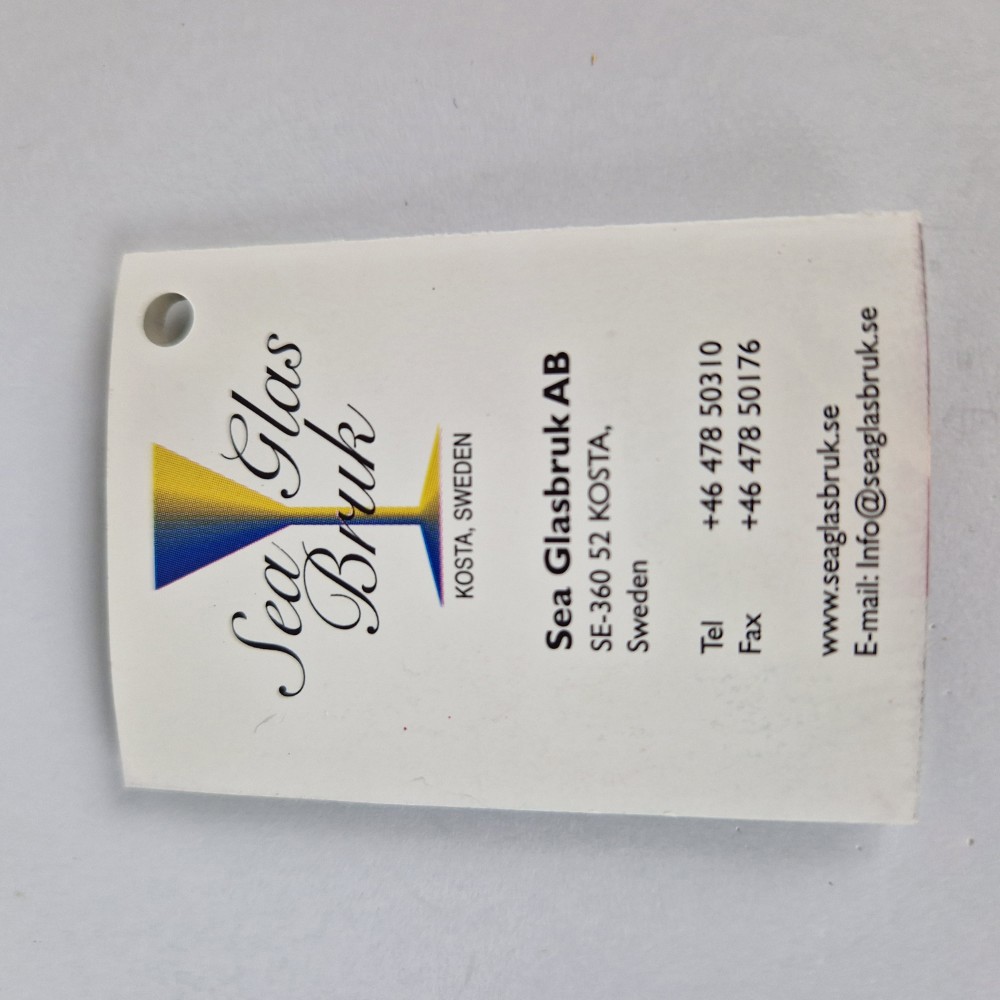 Sea Glas
Bruk
KOSTA, SWEDEN
Sea Glasbruk AB
SE-360 52 KOSTA,
Sweden
Tel +46 478 50310
Fax +46 478 50176
www.seaglasbruk.se
E-mail: Info@seaglasbruk.se